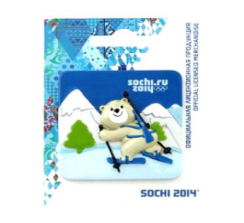 sochi.ru
2014
ОФИЦИАЛЬНАЯ ЛИЦЕНЗИОННАЯ ПРОДУКЦИЯ
OFFICIAL LICENSED MERCHANDISE
SOCHI 2014